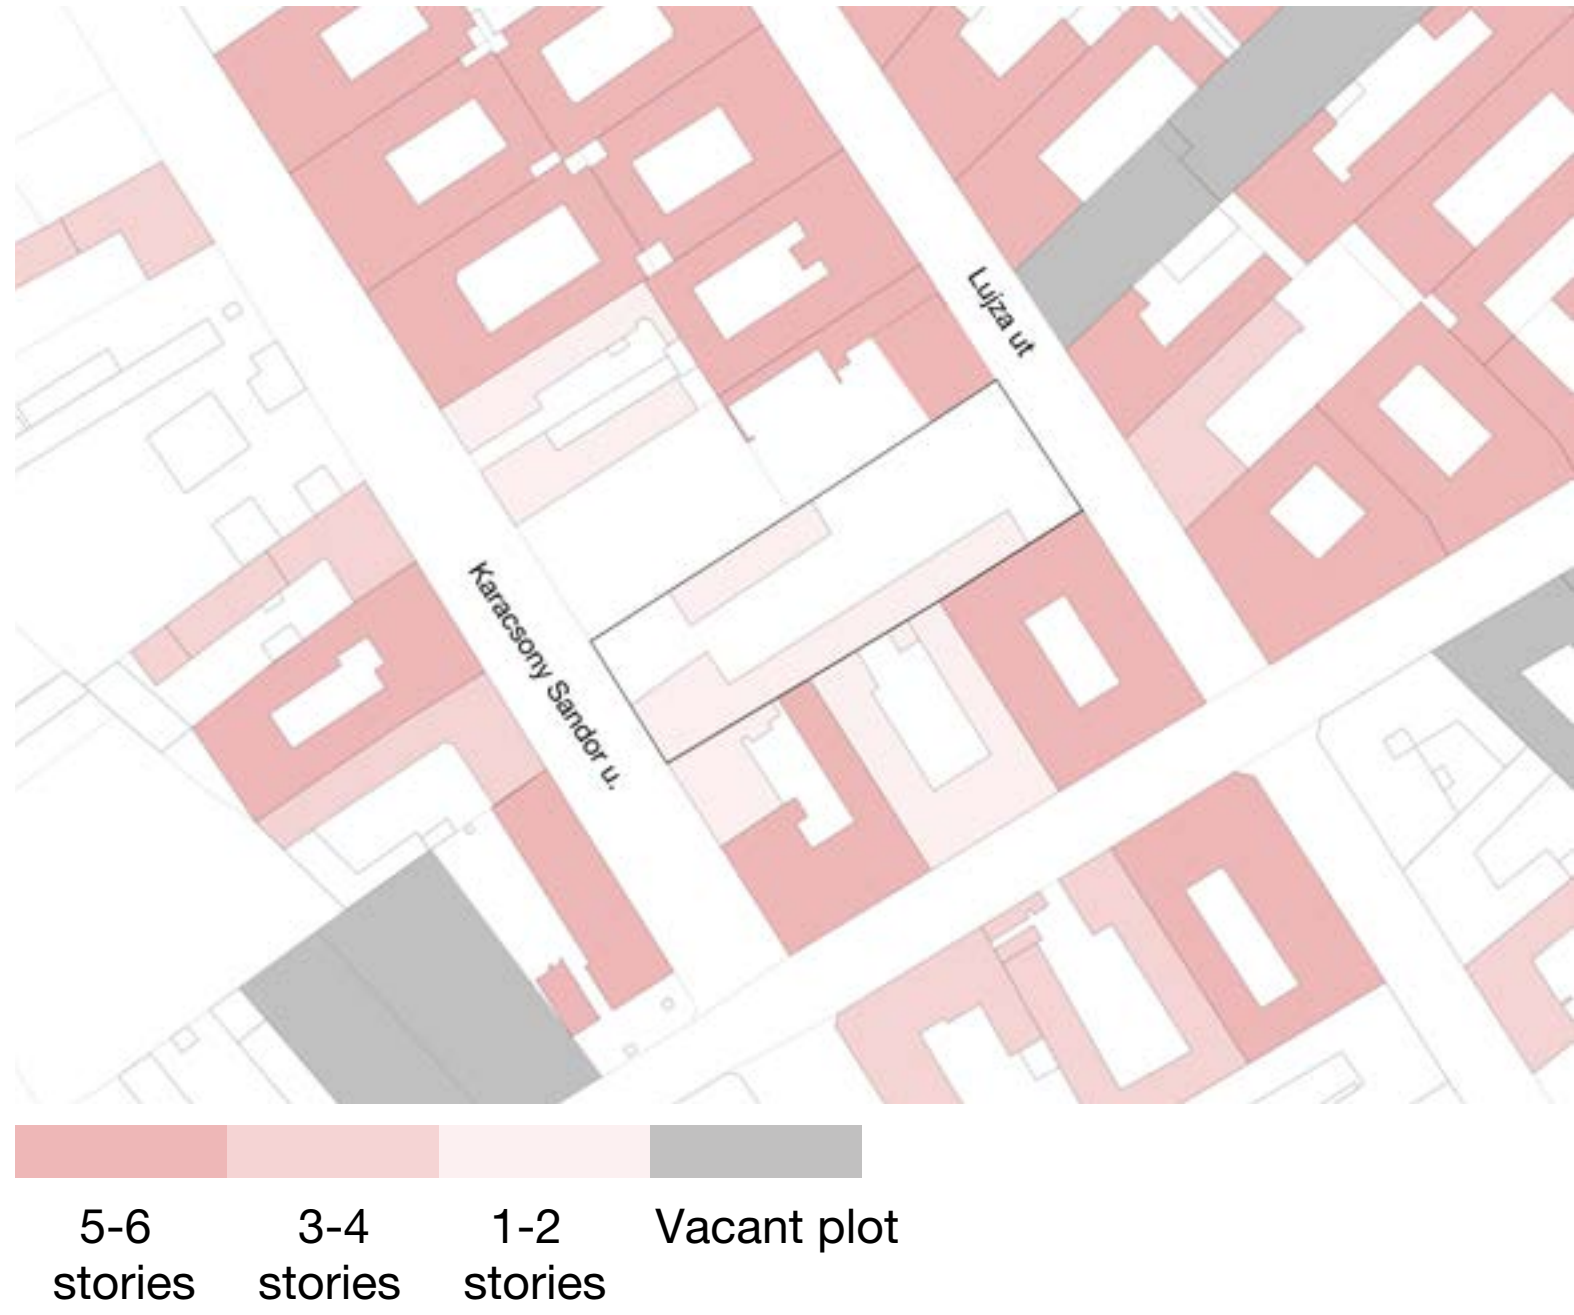 Lujza ut
Karacsony Sandor u.
5-6
stories
3-4
stories
1-2
stories
Vacant plot